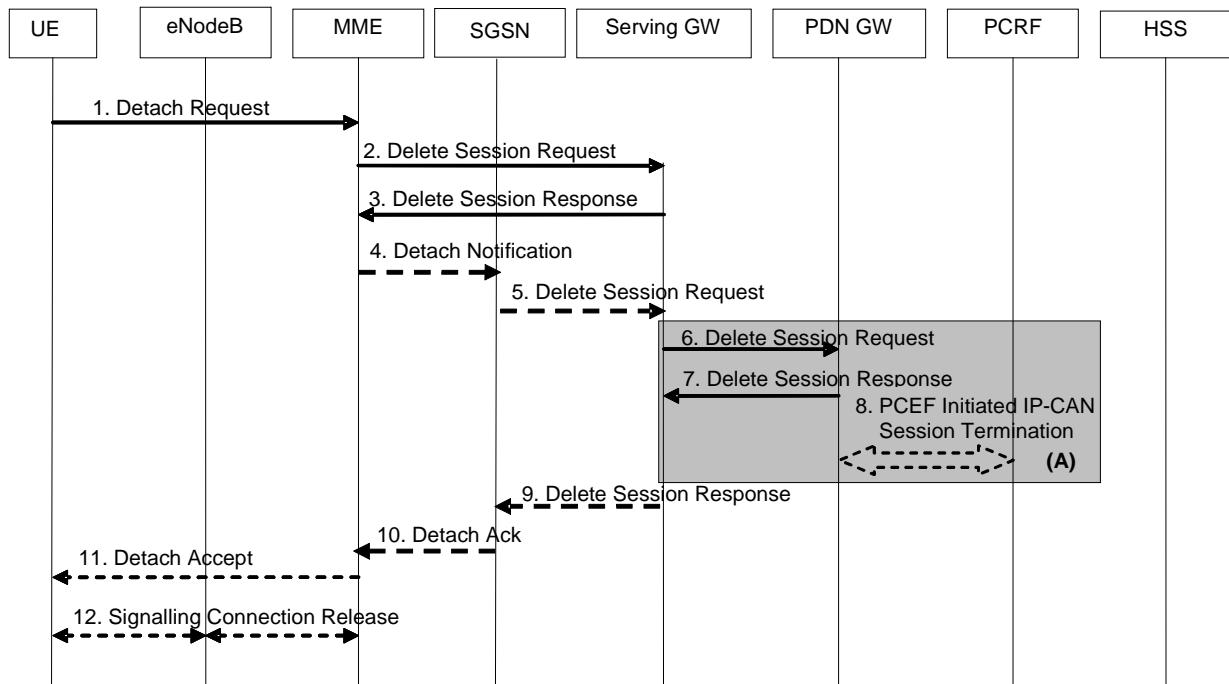 UE
eNodeB
MME
SGSN
Serving GW
PDN GW
PCRF
HSS
1. Detach Request
2. Delete Session Request
3. Delete Session Response
4. Detach Notification
5. Delete Session Request
6. Delete Session Request
7. Delete Session Response
8. PCEF Initiated IP-CAN
Session Termination
(A)
9. Delete Session Response
10. Detach Ack
11. Detach Accept
12. Signalling Connection Release